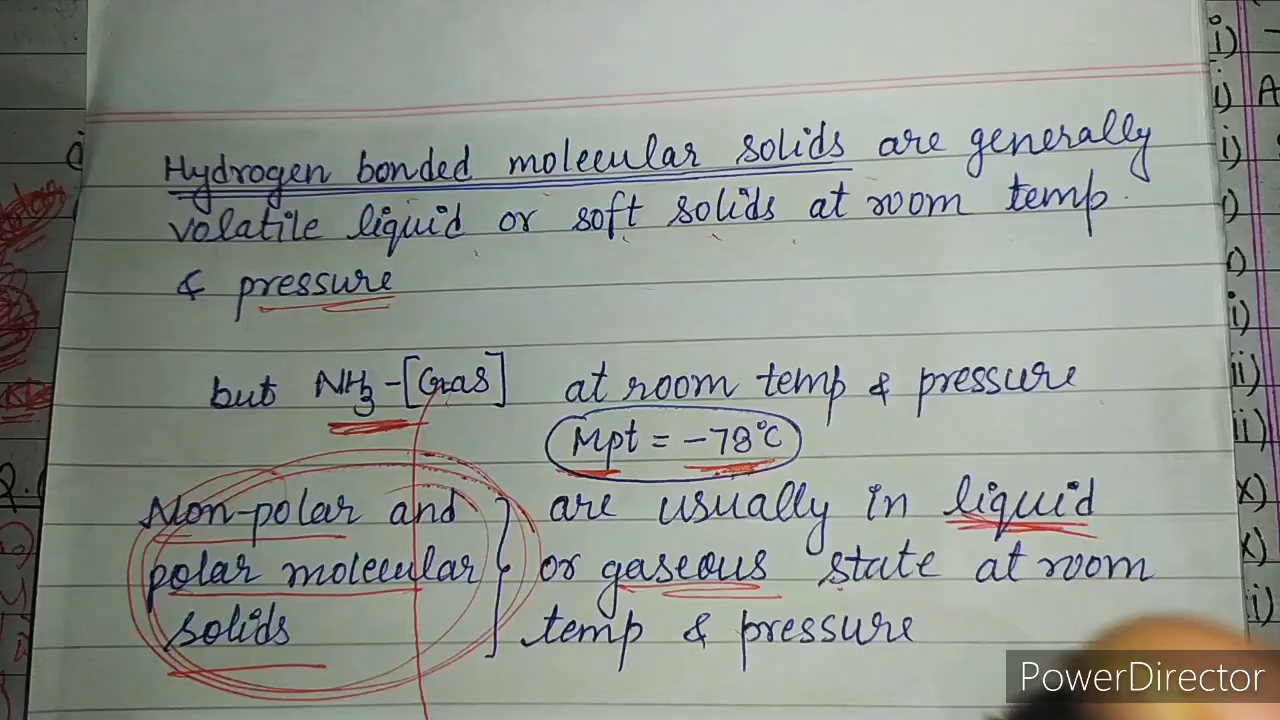 Hydrogen bonded molecular solids are generally
volatile liquid or soft solids at room temp.
& pressure
but NH3 - [Gas] at room temp & pressure
Mpt = -78°C
Non-polar and } are usually in liquid
polar molecular or gaseous state at room
solids temp & pressure
i)
i) A
i)
i)
i)
i)
ii)
ii)
x)
x)
i)
PowerDirector